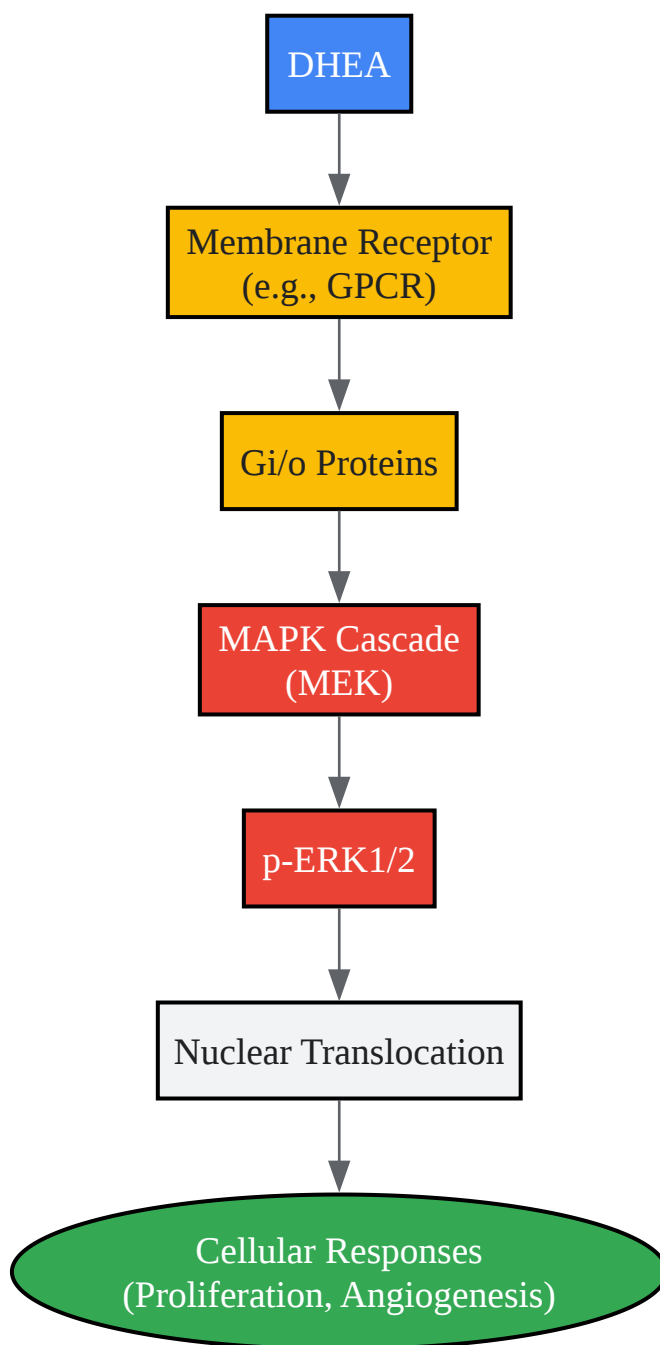 DHEA
Membrane Receptor
(e.g., GPCR)
Gi/o Proteins
MAPK Cascade
(MEK)
p-ERK1/2
Nuclear Translocation
Cellular Responses
(Proliferation, Angiogenesis)